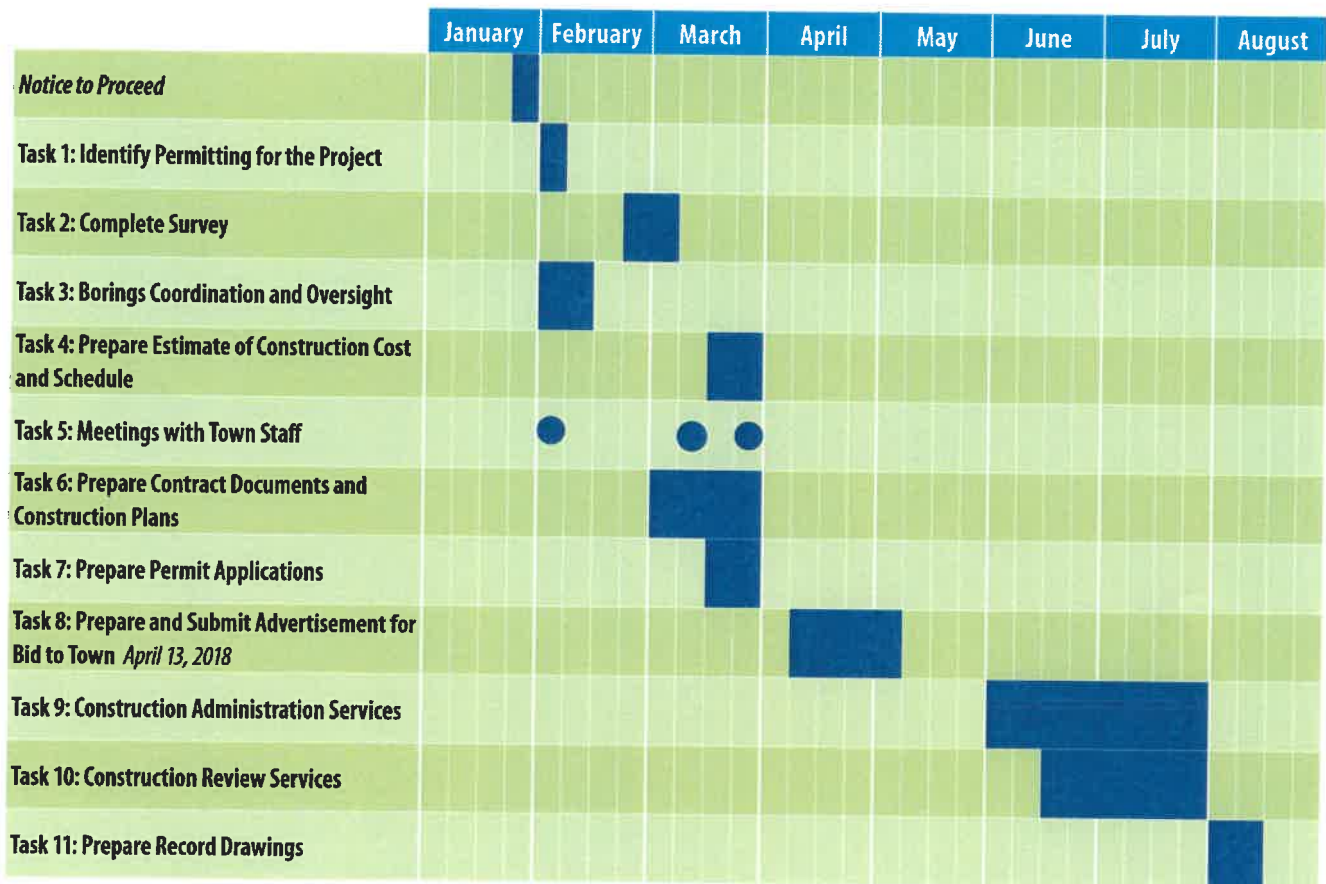 January February March April May June July August
Notice to Proceed
Task 1: Identify Permitting for the Project
Task 2: Complete Survey
Task 3: Borings Coordination and Oversight
Task 4: Prepare Estimate of Construction Cost
and Schedule
Task 5: Meetings with Town Staff
Task 6: Prepare Contract Documents and
Construction Plans
Task 7: Prepare Permit Applications
Task 8: Prepare and Submit Advertisement for
Bid to Town April 13, 2018
Task 9: Construction Administration Services
Task 10: Construction Review Services
Task 11: Prepare Record Drawings